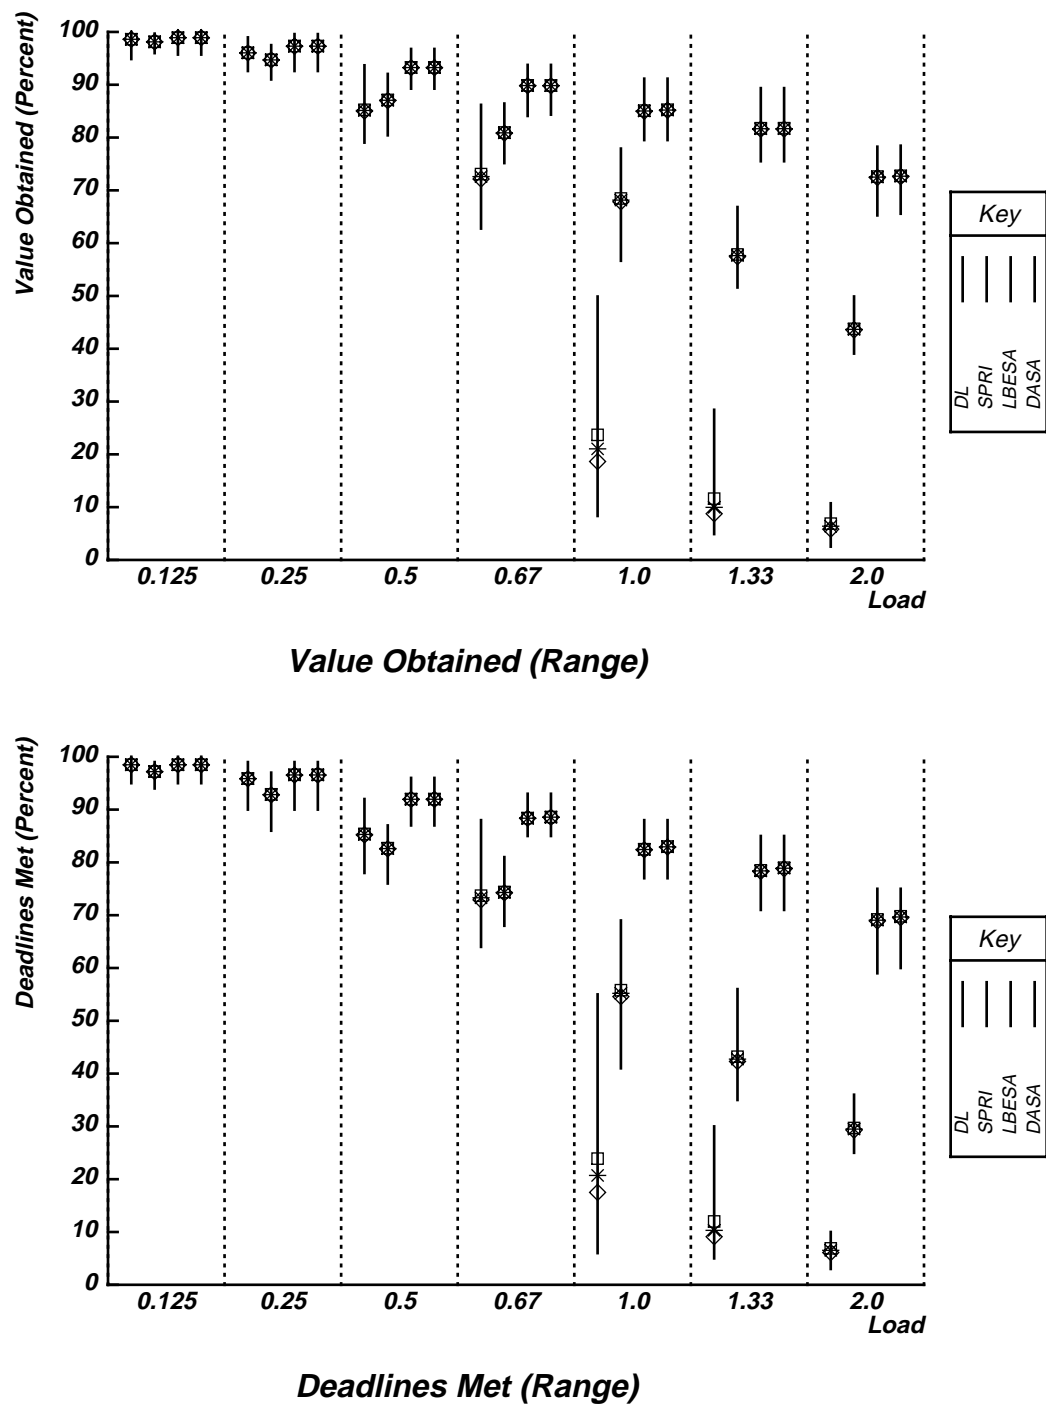 Value Obtained (Percent)
100
90
80
70
60
50
40
30
20
10
0
0.125 0.25 0.5 0.67 1.0 1.33 2.0
Load
Value Obtained (Range)
Key
DL
SPRI
LBESA
DASA
Deadlines Met (Percent)
100
90
80
70
60
50
40
30
20
10
0
0.125 0.25 0.5 0.67 1.0 1.33 2.0
Load
Deadlines Met (Range)
Key
DL
SPRI
LBESA
DASA